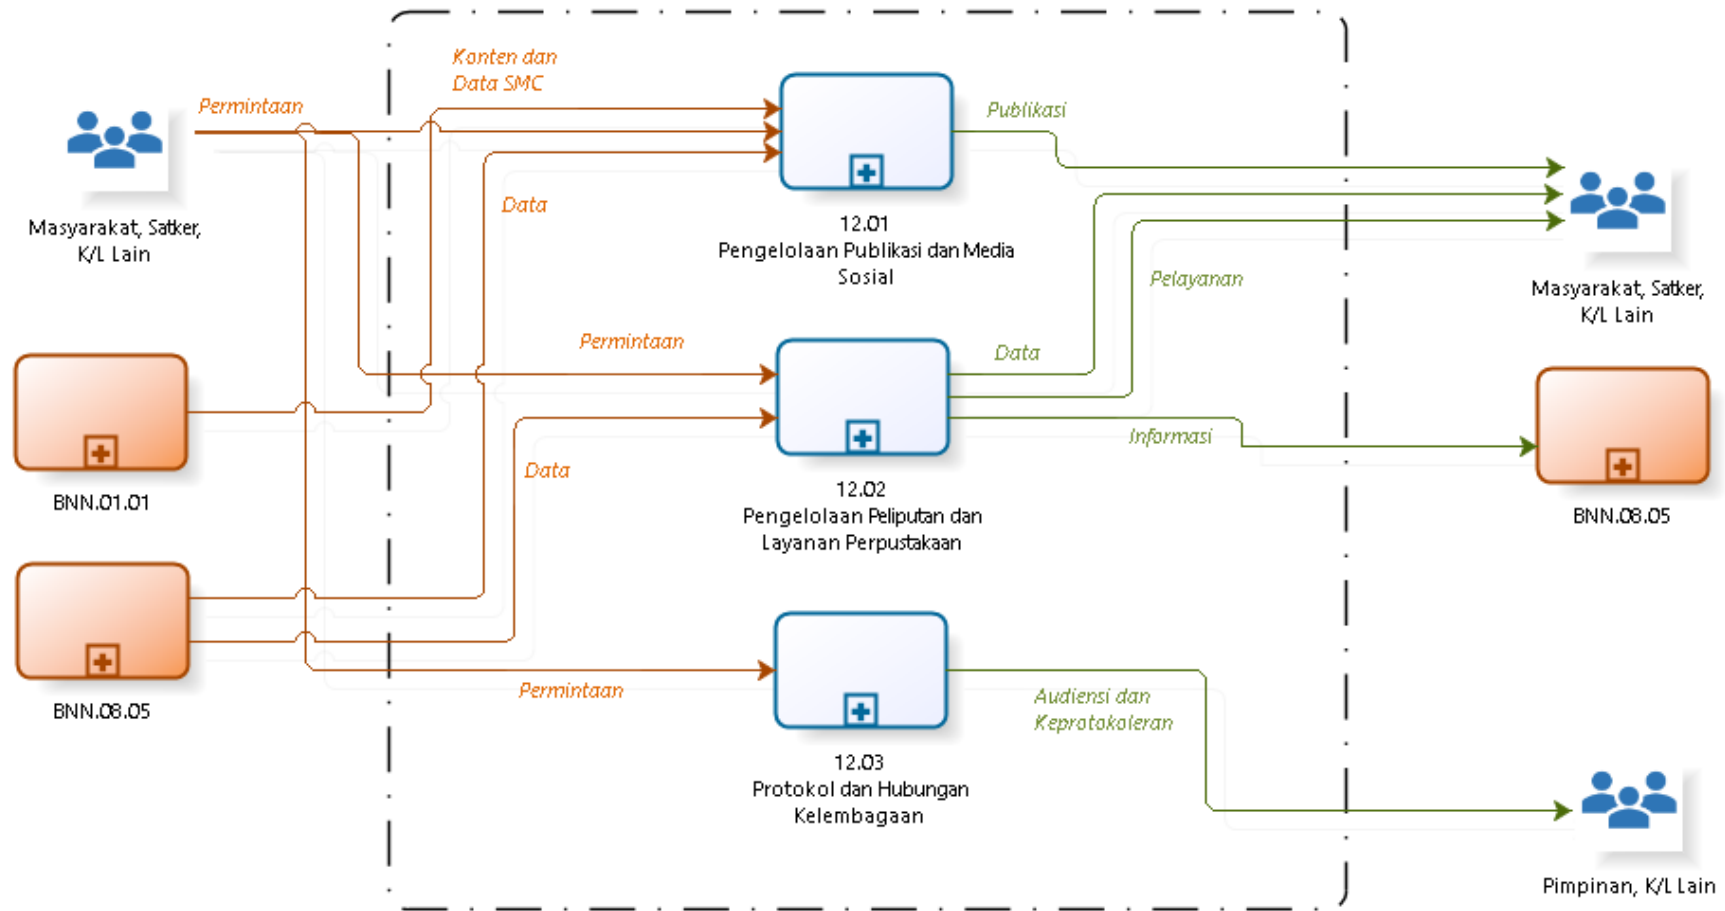 Konten dan
Data SMC
Permintaan
Publikasi
Masyarakat, Satker,
K/L Lain
Data
12.01
Pengelolaan Publikasi dan Media
Sosial
Pelayanan
Masyarakat, Satker,
K/L Lain
Permintaan
Data
Informasi
Data
BNN.01.01
12.02
Pengelolaan Peliputan dan
Layanan Perpustakaan
BNN.08.05
BNN.08.05
Permintaan
Audiensi dan
Keprotokoleran
12.03
Protokol dan Hubungan
Kelembagaan
Pimpinan, K/L Lain